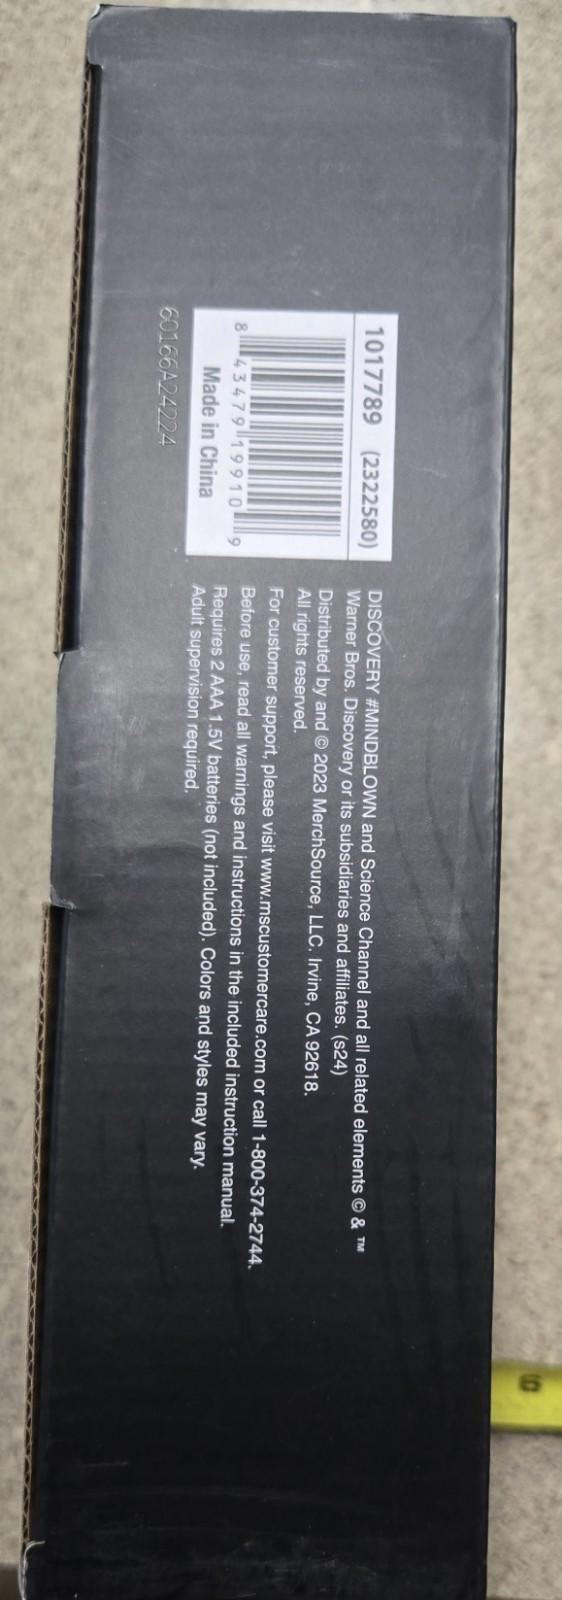 1017789 (2322580)
8 43479 19910 9
Made in China
60166A24224
DISCOVERY #MINDBLOWN and Science Channel and all related elements © & ™
Warner Bros. Discovery or its subsidiaries and affiliates. (s24)
Distributed by and © 2023 MerchSource, LLC. Irvine, CA 92618.
All rights reserved.
For customer support, please visit www.mscustomercare.com or call 1-800-374-2744.
Before use, read all warnings and instructions in the included instruction manual.
Requires 2 AAA 1.5V batteries (not included). Colors and styles may vary.
Adult supervision required.